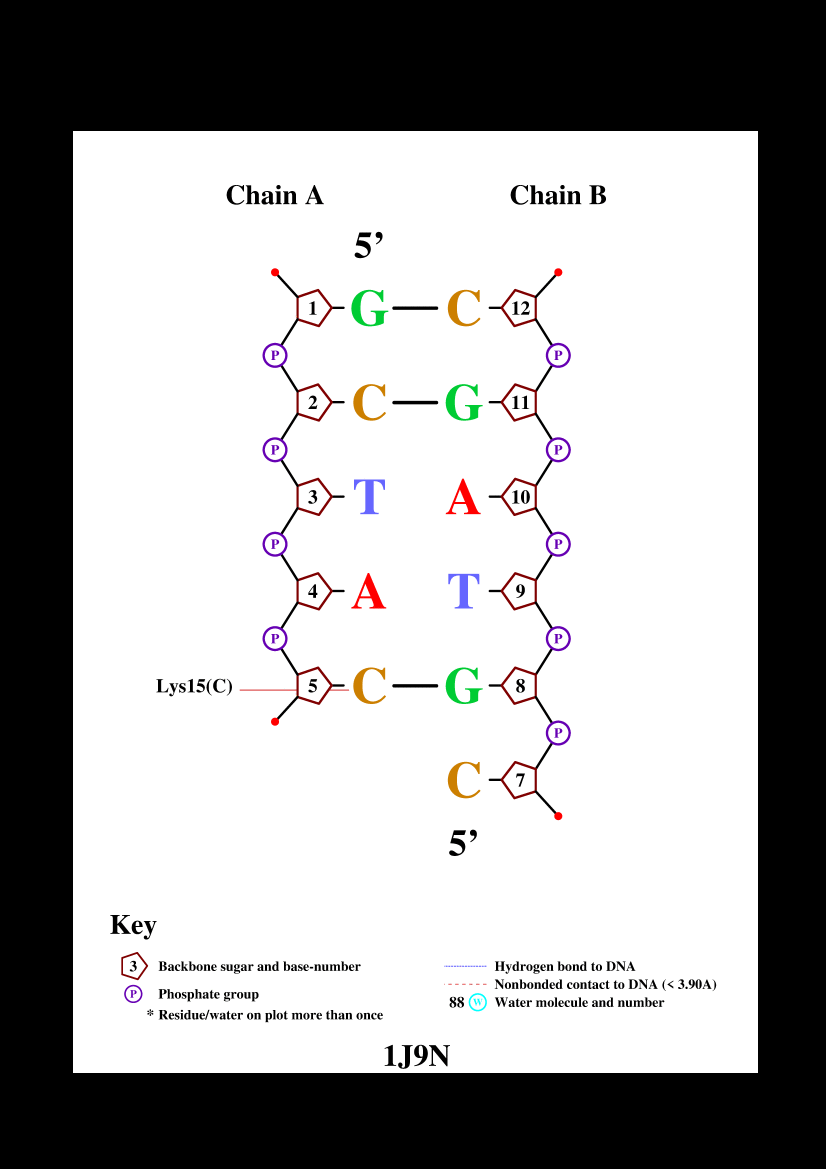 Chain A Chain B
5’
1 G C 12
P P
2 C G 11
P P
3 T A 10
P P
4 A T 9
P P
Lys15(C) 5 C G 8
P
C 7
5’
Key
3 Backbone sugar and base-number
P Phosphate group
* Residue/water on plot more than once
Hydrogen bond to DNA
Nonbonded contact to DNA (< 3.90A)
88 W Water molecule and number
1J9N